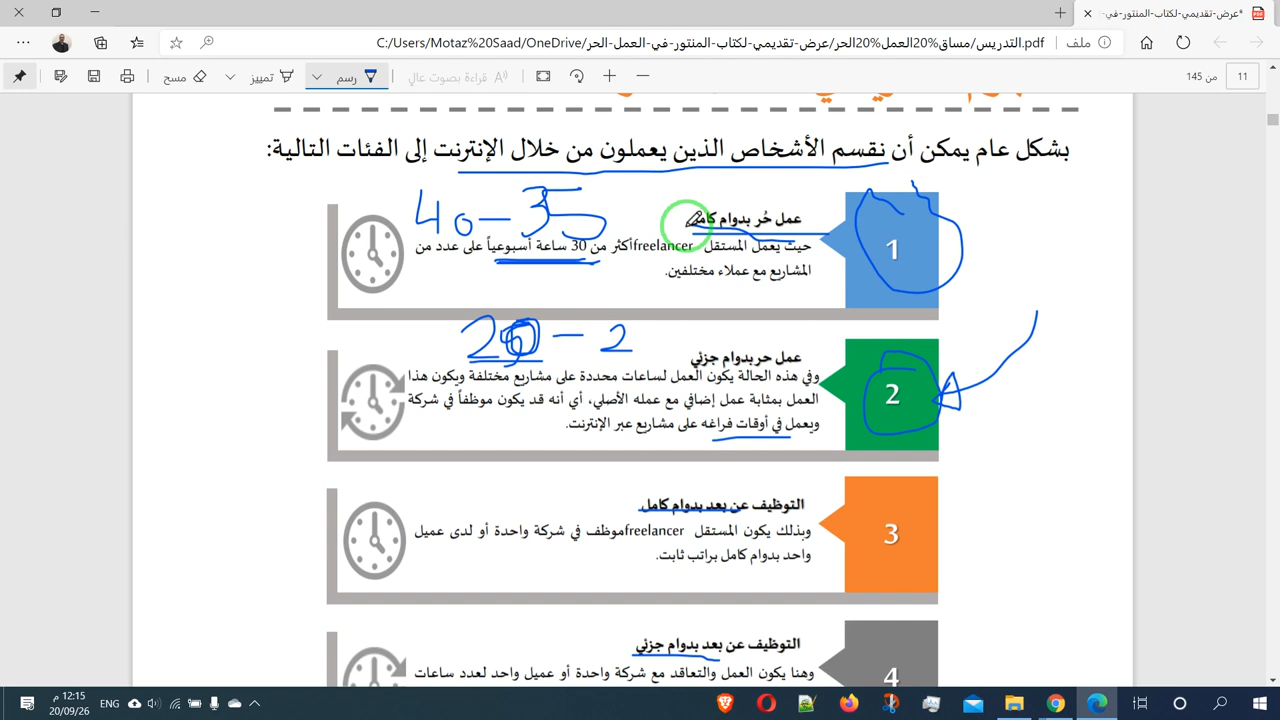 *عرض-تقديمي-لكتاب-المنتور-في-
ملف
C:/Users/Motaz%20Saad/OneDrive/التدريس/مساق%20العمل%20الحر/عرض-تقديمي-لكتاب-المنتور-في-العمل-الحر.pdf
11
من 145
قراءة بصوت عالٍ
رسم
تمييز
مسح
بشكل عام يمكن أن نقسم الأشخاص الذين يعملون من خلال الإنترنت إلى الفئات التالية:
1
40 - 35
عمل حُر بدوام كامل
حيث يعمل المستقل freelancer أكثر من 30 ساعة أسبوعياً على عدد من
المشاريع مع عملاء مختلفين.
2
عمل حر بدوام جزئي
وفي هذه الحالة يكون العمل لساعات محددة على مشاريع مختلفة ويكون هذا
العمل بمثابة عمل إضافي مع عمله الأصلي، أي أنه قد يكون موظفاً في شركة
ويعمل في أوقات فراغه على مشاريع عبر الإنترنت.
3
التوظيف عن بعد بدوام كامل
وبذلك يكون المستقل freelancer موظف في شركة واحدة أو لدى عميل
واحد بدوام كامل براتب ثابت.
4
التوظيف عن بعد بدوام جزئي
وهنا يكون العمل والتعاقد مع شركة واحدة أو عميل واحد لعدد ساعات
ENG
12:15 م
20/09/26